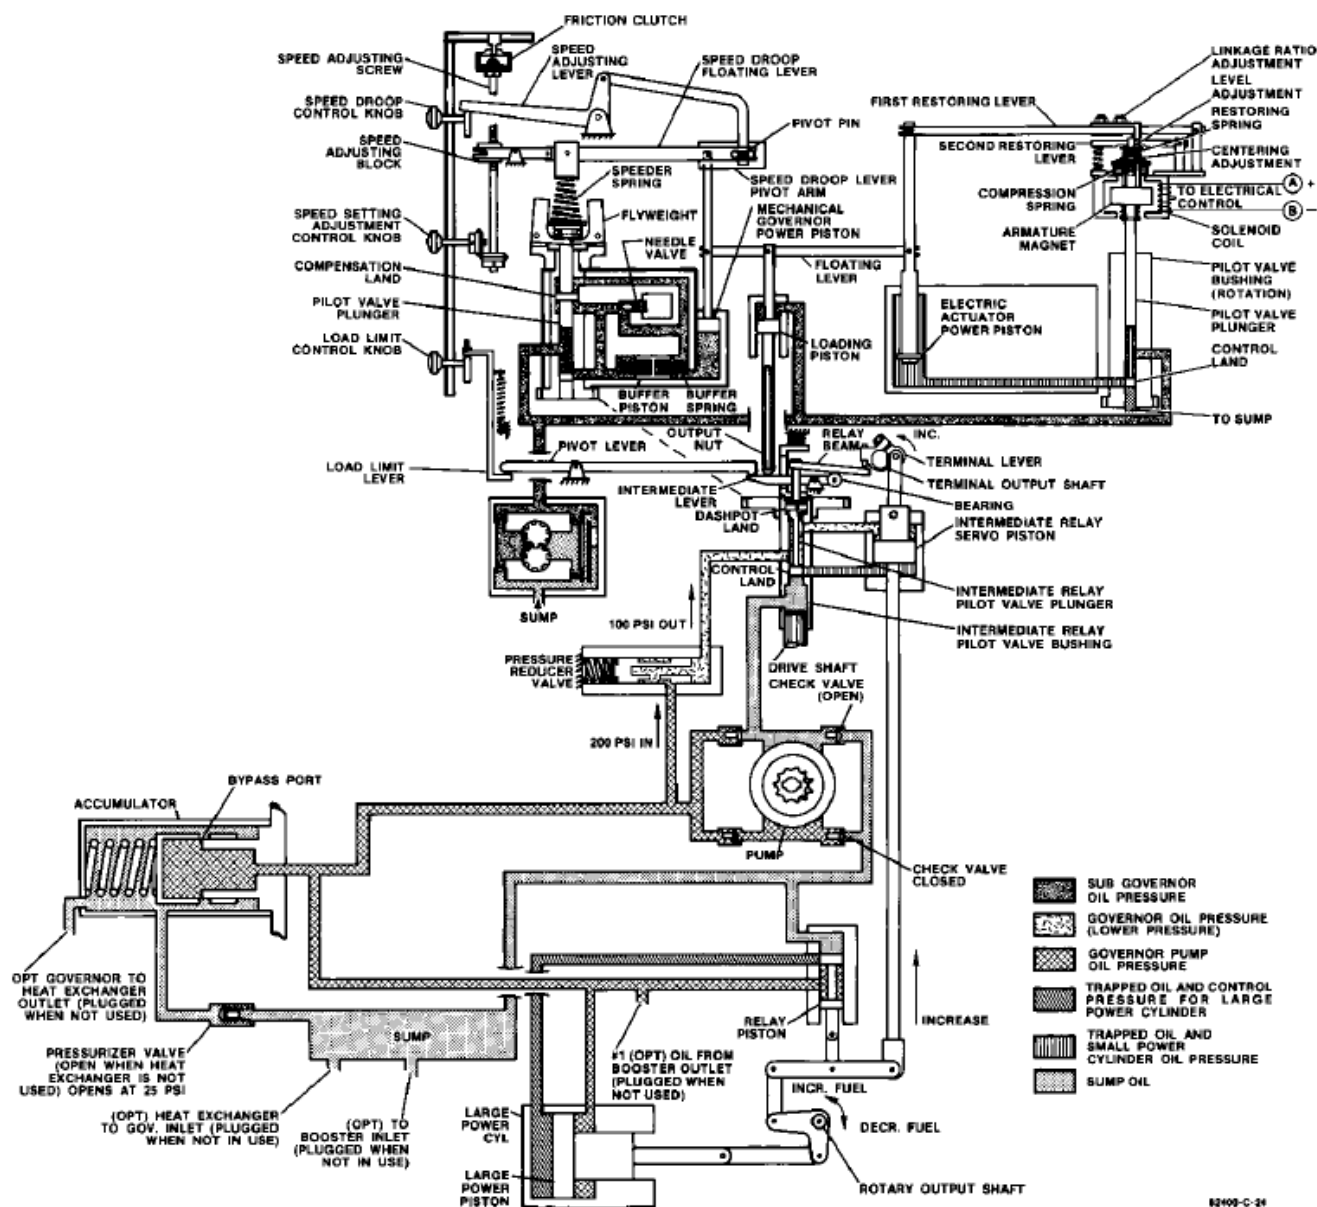 FRICTION CLUTCH
SPEED ADJUSTING
SCREW
SPEED
ADJUSTING
LEVER
SPEED DROOP
FLOATING LEVER
SPEED DROOP
CONTROL KNOB
SPEED
ADJUSTING
BLOCK
PIVOT PIN
SPEEDER
SPRING
SPEED DROOP LEVER
PIVOT ARM
FLYWEIGHT
MECHANICAL
GOVERNOR
POWER PISTON
SPEED SETTING
ADJUSTMENT
CONTROL KNOB
NEEDLE
VALVE
COMPENSATION
LAND
FLOATING
LEVER
PILOT VALVE
PLUNGER
LOADING
PISTON
LOAD LIMIT
CONTROL KNOB
BUFFER
PISTON
BUFFER
SPRING
LINKAGE RATIO
ADJUSTMENT
LEVEL
ADJUSTMENT
FIRST RESTORING LEVER
RESTORING
SPRING
SECOND RESTORING
LEVER
CENTERING
ADJUSTMENT
COMPRESSION
SPRING
TO ELECTRICAL
CONTROL
A +
B -
ARMATURE
MAGNET
SOLENOID
COIL
PILOT VALVE
BUSHING
(ROTATION)
ELECTRIC
ACTUATOR
POWER PISTON
PILOT VALVE
PLUNGER
CONTROL
LAND
TO SUMP
OUTPUT
NUT
RELAY
BEAM
INC.
PIVOT LEVER
TERMINAL LEVER
LOAD LIMIT
LEVER
TERMINAL OUTPUT SHAFT
INTERMEDIATE
LEVER
BEARING
DASHPOT
LAND
INTERMEDIATE RELAY
SERVO PISTON
CONTROL
LAND
INTERMEDIATE RELAY
PILOT VALVE PLUNGER
SUMP
100 PSI OUT
INTERMEDIATE RELAY
PILOT VALVE BUSHING
PRESSURE
REDUCER
VALVE
DRIVE SHAFT
CHECK VALVE
(OPEN)
200 PSI IN
BYPASS PORT
ACCUMULATOR
PUMP
CHECK VALVE
CLOSED
SUB GOVERNOR
OIL PRESSURE
GOVERNOR OIL PRESSURE
(LOWER PRESSURE)
GOVERNOR PUMP
OIL PRESSURE
TRAPPED OIL AND CONTROL
PRESSURE FOR LARGE
POWER CYLINDER
TRAPPED OIL AND
SMALL POWER
CYLINDER OIL PRESSURE
SUMP OIL
OPT GOVERNOR TO
HEAT EXCHANGER
OUTLET (PLUGGED
WHEN NOT USED)
PRESSURIZER VALVE
(OPEN WHEN HEAT
EXCHANGER IS NOT
USED) OPENS AT 25 PSI
SUMP
RELAY
PISTON
INCREASE
#1 (OPT) OIL FROM
BOOSTER OUTLET
(PLUGGED WHEN
NOT USED)
(OPT) HEAT EXCHANGER
TO GOV. INLET (PLUGGED
WHEN NOT IN USE)
(OPT) TO
BOOSTER INLET
(PLUGGED WHEN
NOT IN USE)
LARGE
POWER
CYL
INCR. FUEL
DECR. FUEL
LARGE
POWER
PISTON
ROTARY OUTPUT SHAFT
82405-C-24